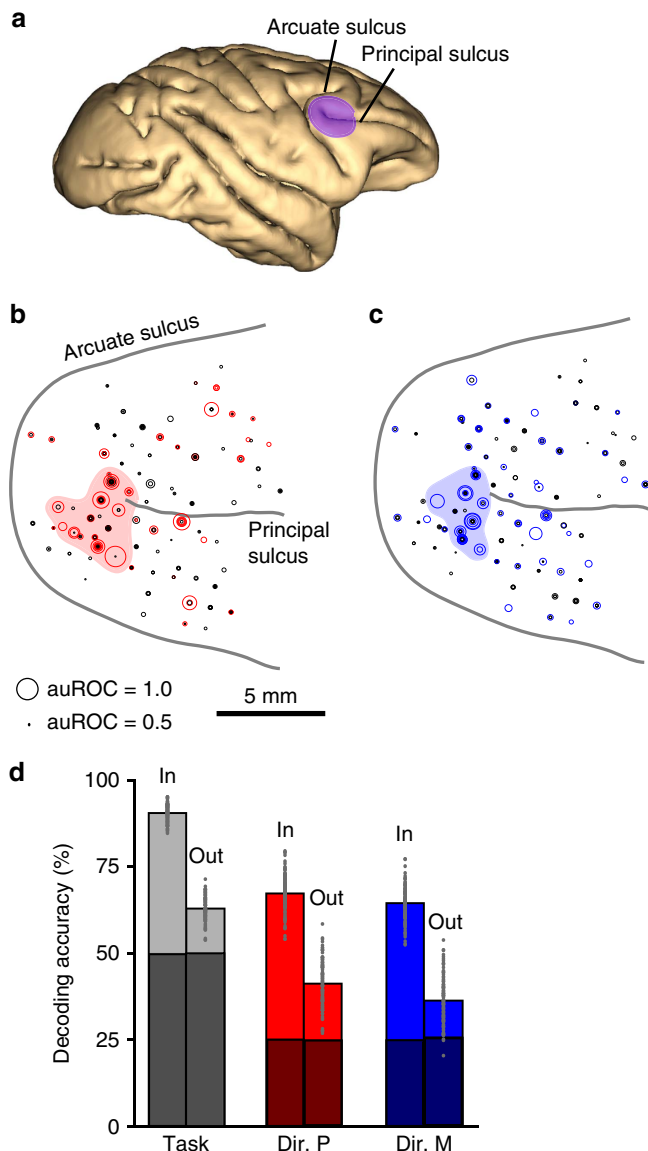 a
Arcuate sulcus
Principal sulcus
b
Arcuate sulcus
c
Principal
sulcus
auROC = 1.0
auROC = 0.5
5 mm
d
100
75
50
25
0
Decoding accuracy (%)
In
Out
In
Out
In
Out
Task
Dir. P
Dir. M